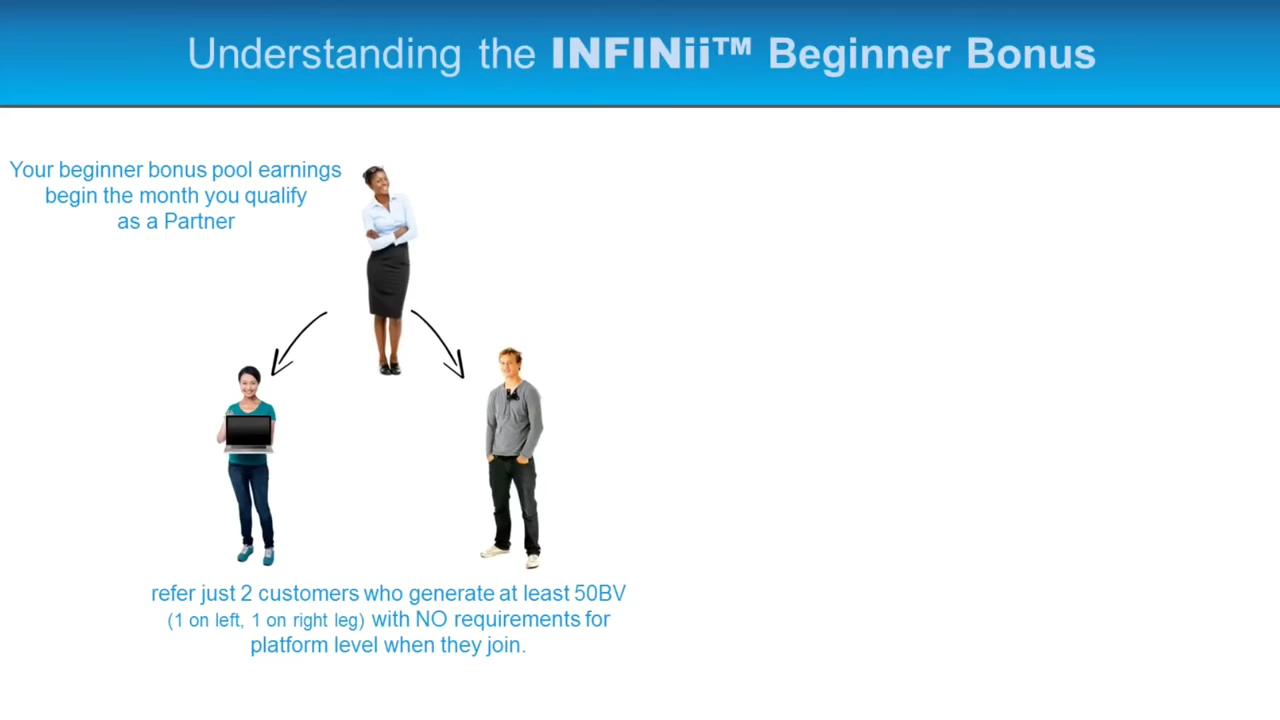 Understanding the INFINii™ Beginner Bonus
Your beginner bonus pool earnings
begin the month you qualify
as a Partner
refer just 2 customers who generate at least 50BV
(1 on left, 1 on right leg) with NO requirements for
platform level when they join.